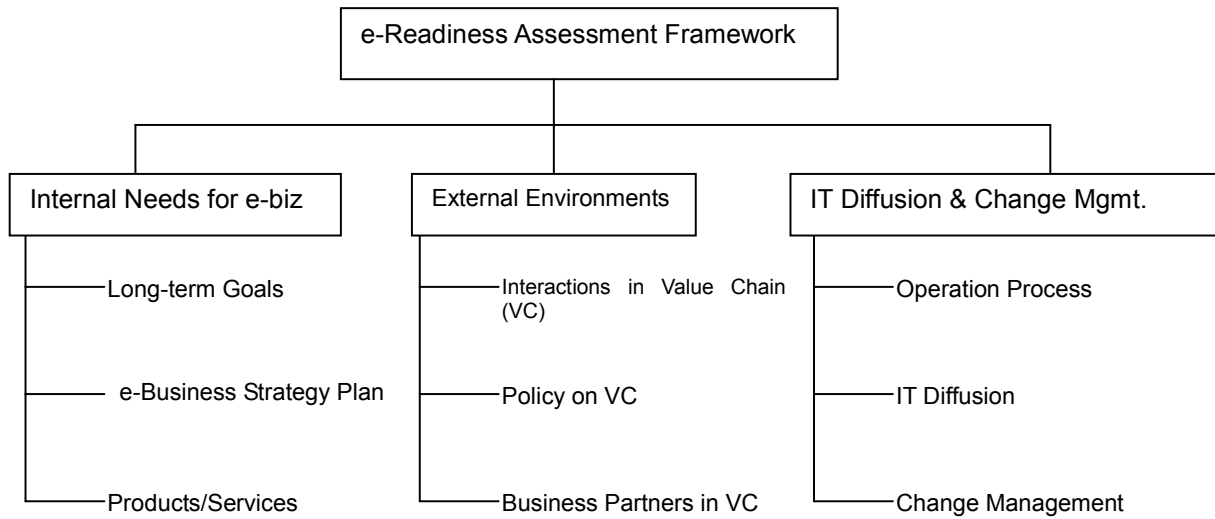 e-Readiness Assessment Framework
Internal Needs for e-biz
Long-term Goals
e-Business Strategy Plan
Products/Services
External Environments
Interactions in Value Chain
(VC)
Policy on VC
Business Partners in VC
IT Diffusion & Change Mgmt.
Operation Process
IT Diffusion
Change Management